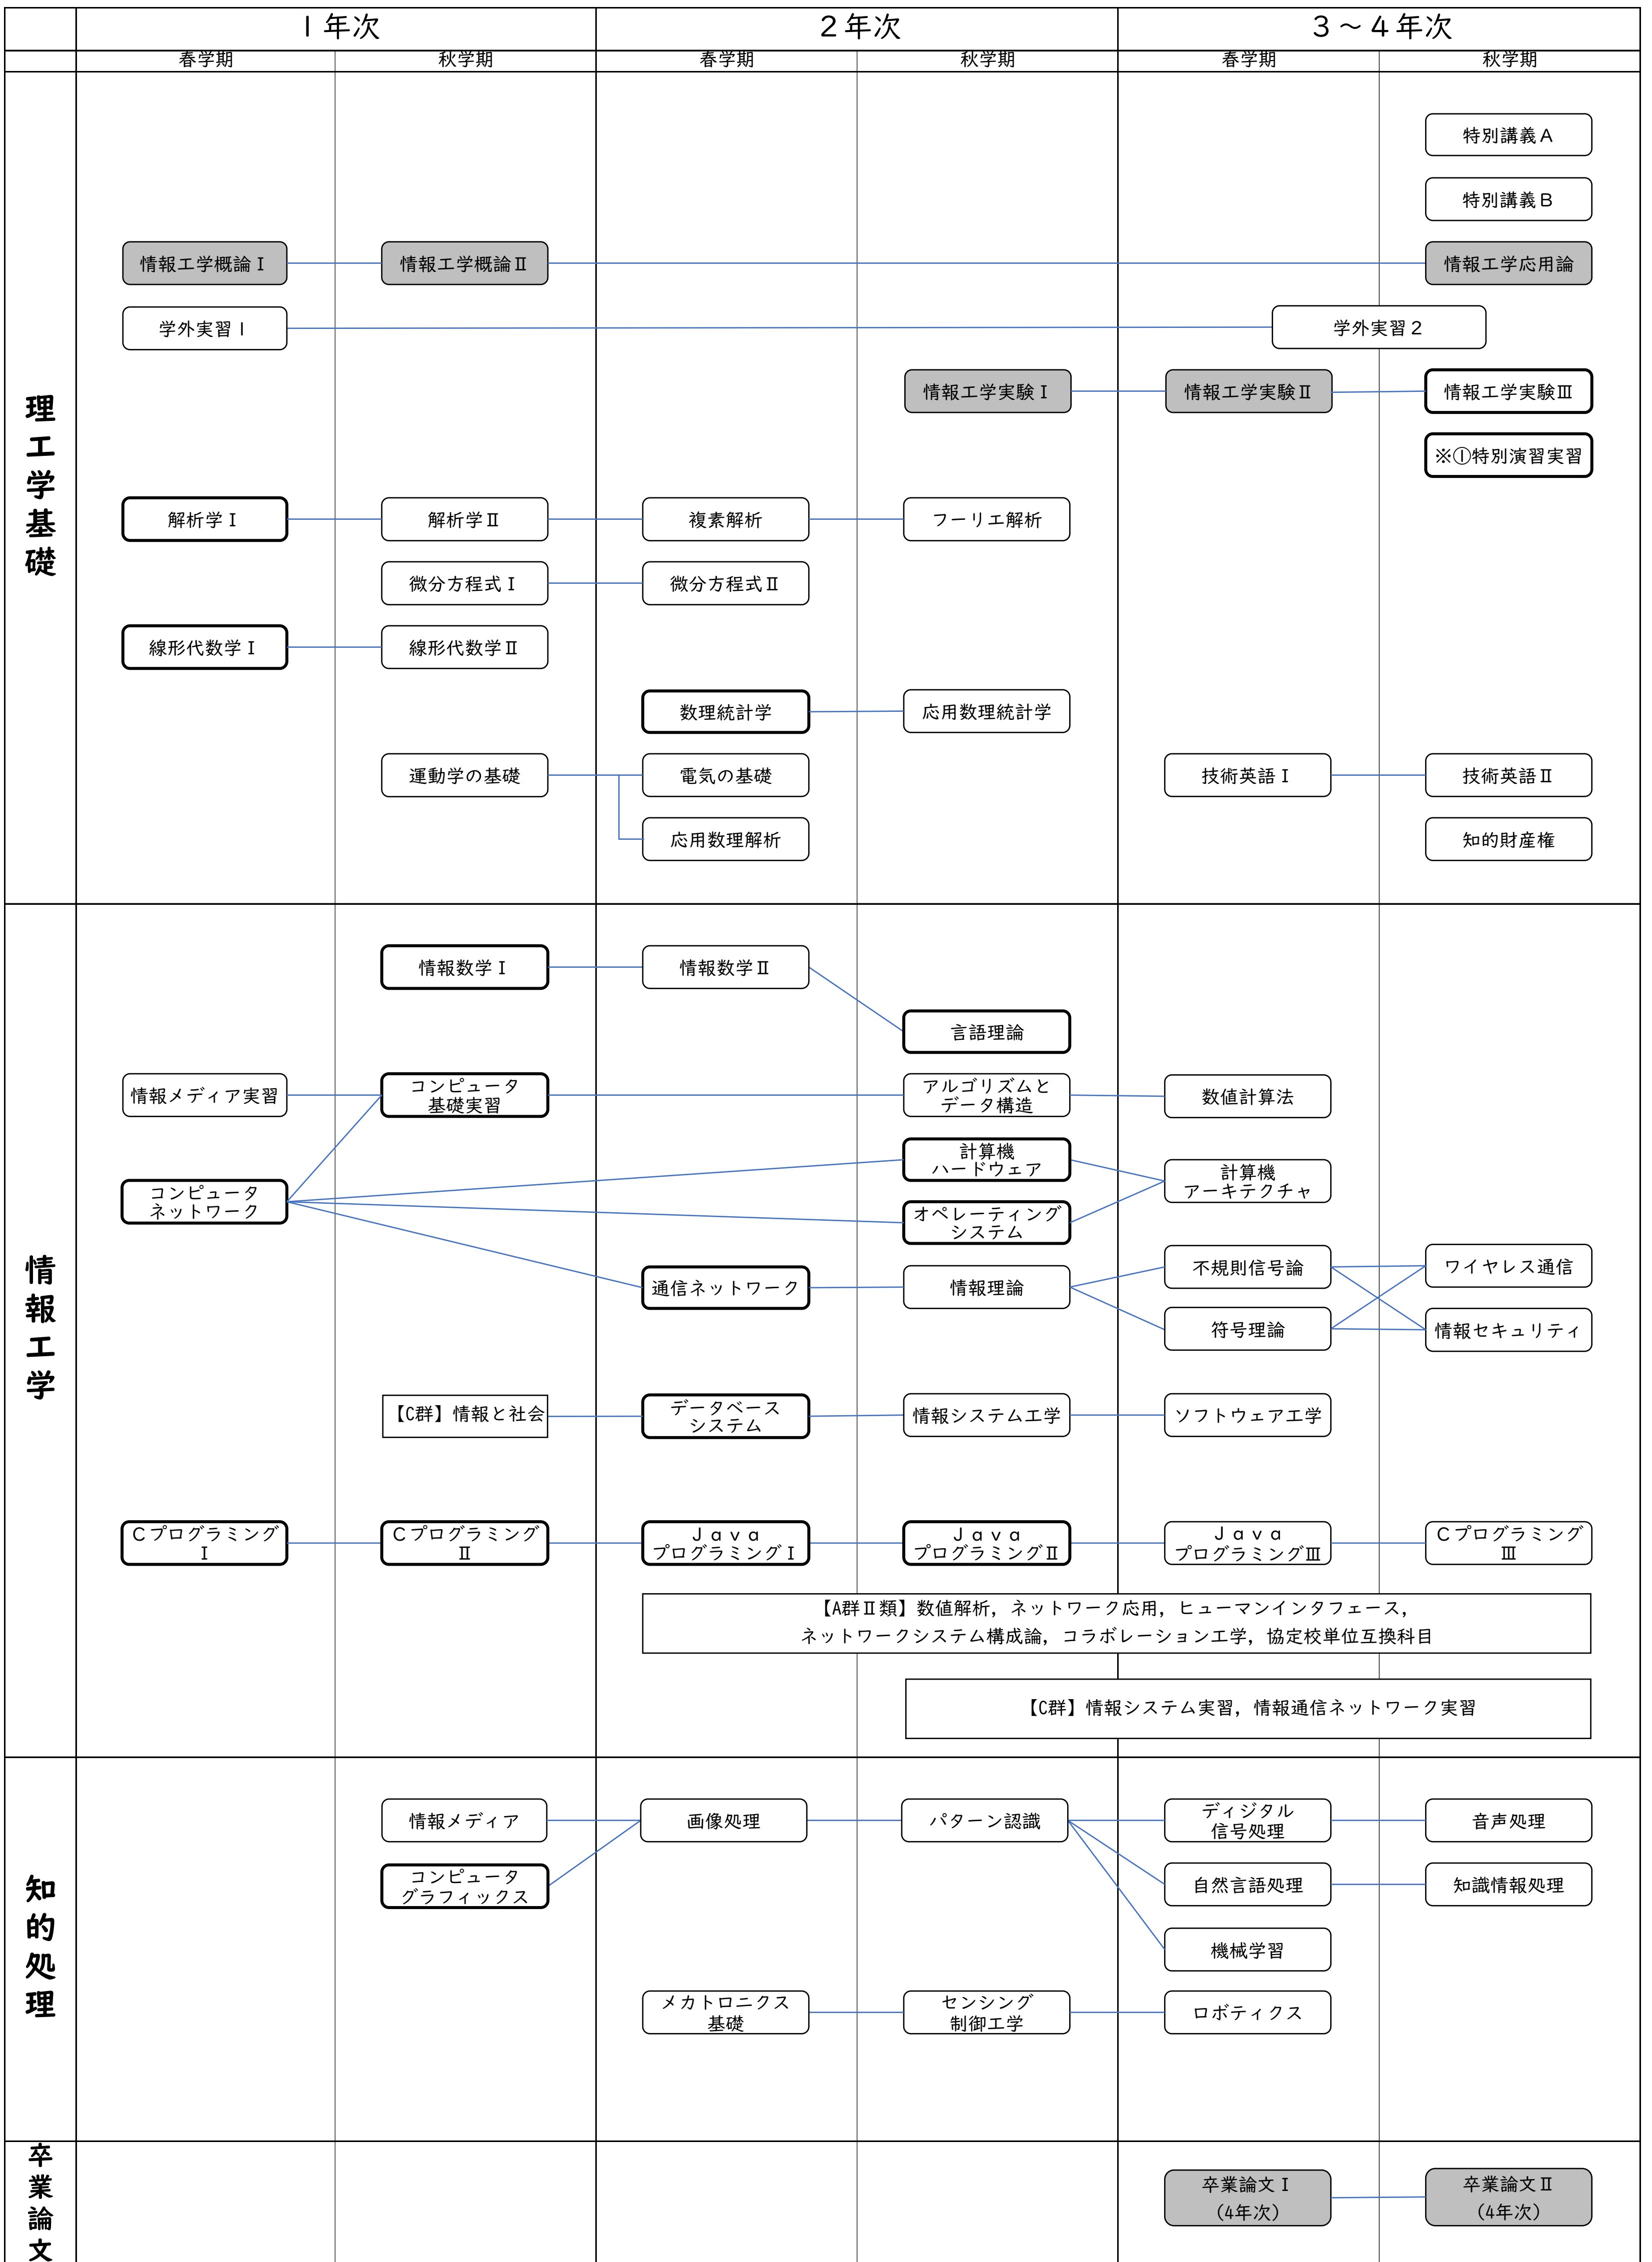 1年次
2年次
3～4年次
春学期
秋学期
春学期
秋学期
春学期
秋学期
理工学基礎
特別講義A
特別講義B
情報工学概論Ⅰ
情報工学概論Ⅱ
情報工学応用論
学外実習1
学外実習2
情報工学実験Ⅰ
情報工学実験Ⅱ
情報工学実験Ⅲ
※①特別演習実習
解析学Ⅰ
解析学Ⅱ
複素解析
フーリエ解析
微分方程式Ⅰ
微分方程式Ⅱ
線形代数学Ⅰ
線形代数学Ⅱ
数理統計学
応用数理統計学
運動学の基礎
電気の基礎
技術英語Ⅰ
技術英語Ⅱ
応用数理解析
知的財産権
情報工学
情報数学Ⅰ
情報数学Ⅱ
言語理論
情報メディア実習
コンピュータ
基礎実習
アルゴリズムと
データ構造
数値計算法
計算機
ハードウェア
計算機
アーキテクチャ
コンピュータ
ネットワーク
オペレーティング
システム
通信ネットワーク
情報理論
不規則信号論
ワイヤレス通信
符号理論
情報セキュリティ
【C群】情報と社会
データベース
システム
情報システム工学
ソフトウェア工学
Cプログラミング
Ⅰ
Cプログラミング
Ⅱ
Java
プログラミングⅠ
Java
プログラミングⅡ
Java
プログラミングⅢ
Cプログラミング
Ⅲ
【A群Ⅱ類】数値解析，ネットワーク応用，ヒューマンインタフェース，
ネットワークシステム構成論，コラボレーション工学，協定校単位互換科目
【C群】情報システム実習，情報通信ネットワーク実習
知的処理
情報メディア
画像処理
パターン認識
ディジタル
信号処理
音声処理
コンピュータ
グラフィックス
自然言語処理
知識情報処理
機械学習
メカトロニクス
基礎
センシング
制御工学
ロボティクス
卒業論文
卒業論文Ⅰ
（4年次）
卒業論文Ⅱ
（4年次）